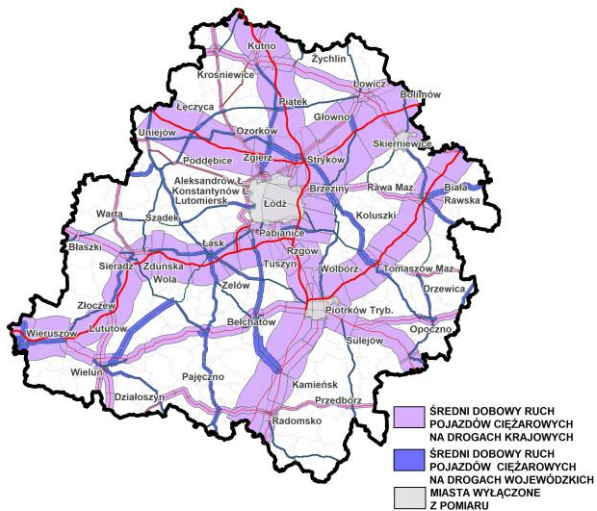 Kutno
Żychlin
Krośniewice
Łowicz
Bolimów
Piątek
Łęczyca
Głowno
Uniejów
Ozorków
Skierniewice
Zgierz
Stryków
Poddębice
Aleksandrów Ł.
Konstantynów Ł.
Lutomiersk
Brzeziny
Rawa Maz.
Biała
Rawska
Łódź
Warta
Szadek
Koluszki
Pabianice
Błaszki
Łask
Rzgów
Sieradz
Zduńska
Wola
Tuszyn
Wolbórz
Tomaszów Maz.
Zelów
Drzewica
Złoczew
Bełchatów
Piotrków Tryb.
Wieruszów
Lututów
Opoczno
Sulejów
Wieluń
Pajęczno
Kamieńsk
Działoszyn
Przedbórz
Radomsko
ŚREDNI DOBOWY RUCH
POJAZDÓW CIĘŻAROWYCH
NA DROGACH KRAJOWYCH
ŚREDNI DOBOWY RUCH
POJAZDÓW CIĘŻAROWYCH
NA DROGACH WOJEWÓDZKICH
MIASTA WYŁĄCZONE
Z POMIARU